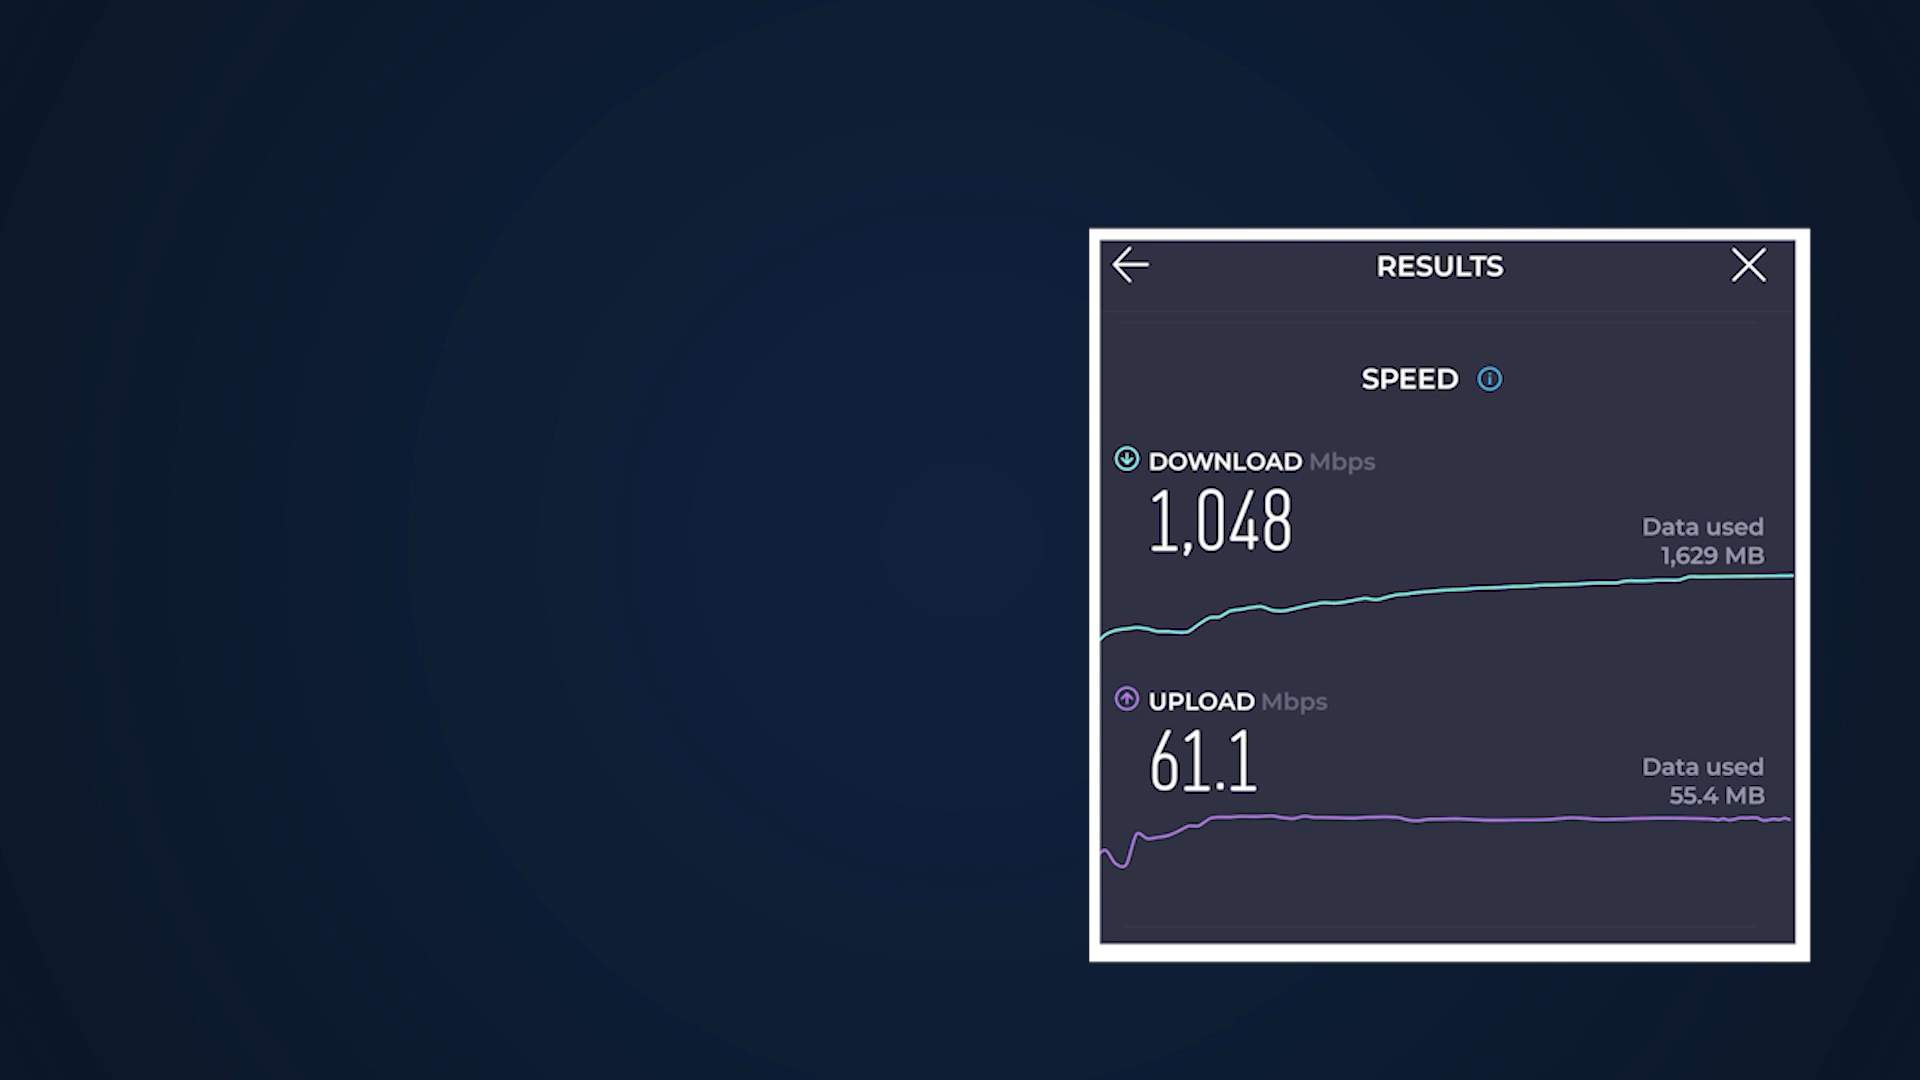 RESULTS
SPEED
DOWNLOAD Mbps
1,048
Data used
1,629 MB
UPLOAD Mbps
61.1
Data used
55.4 MB